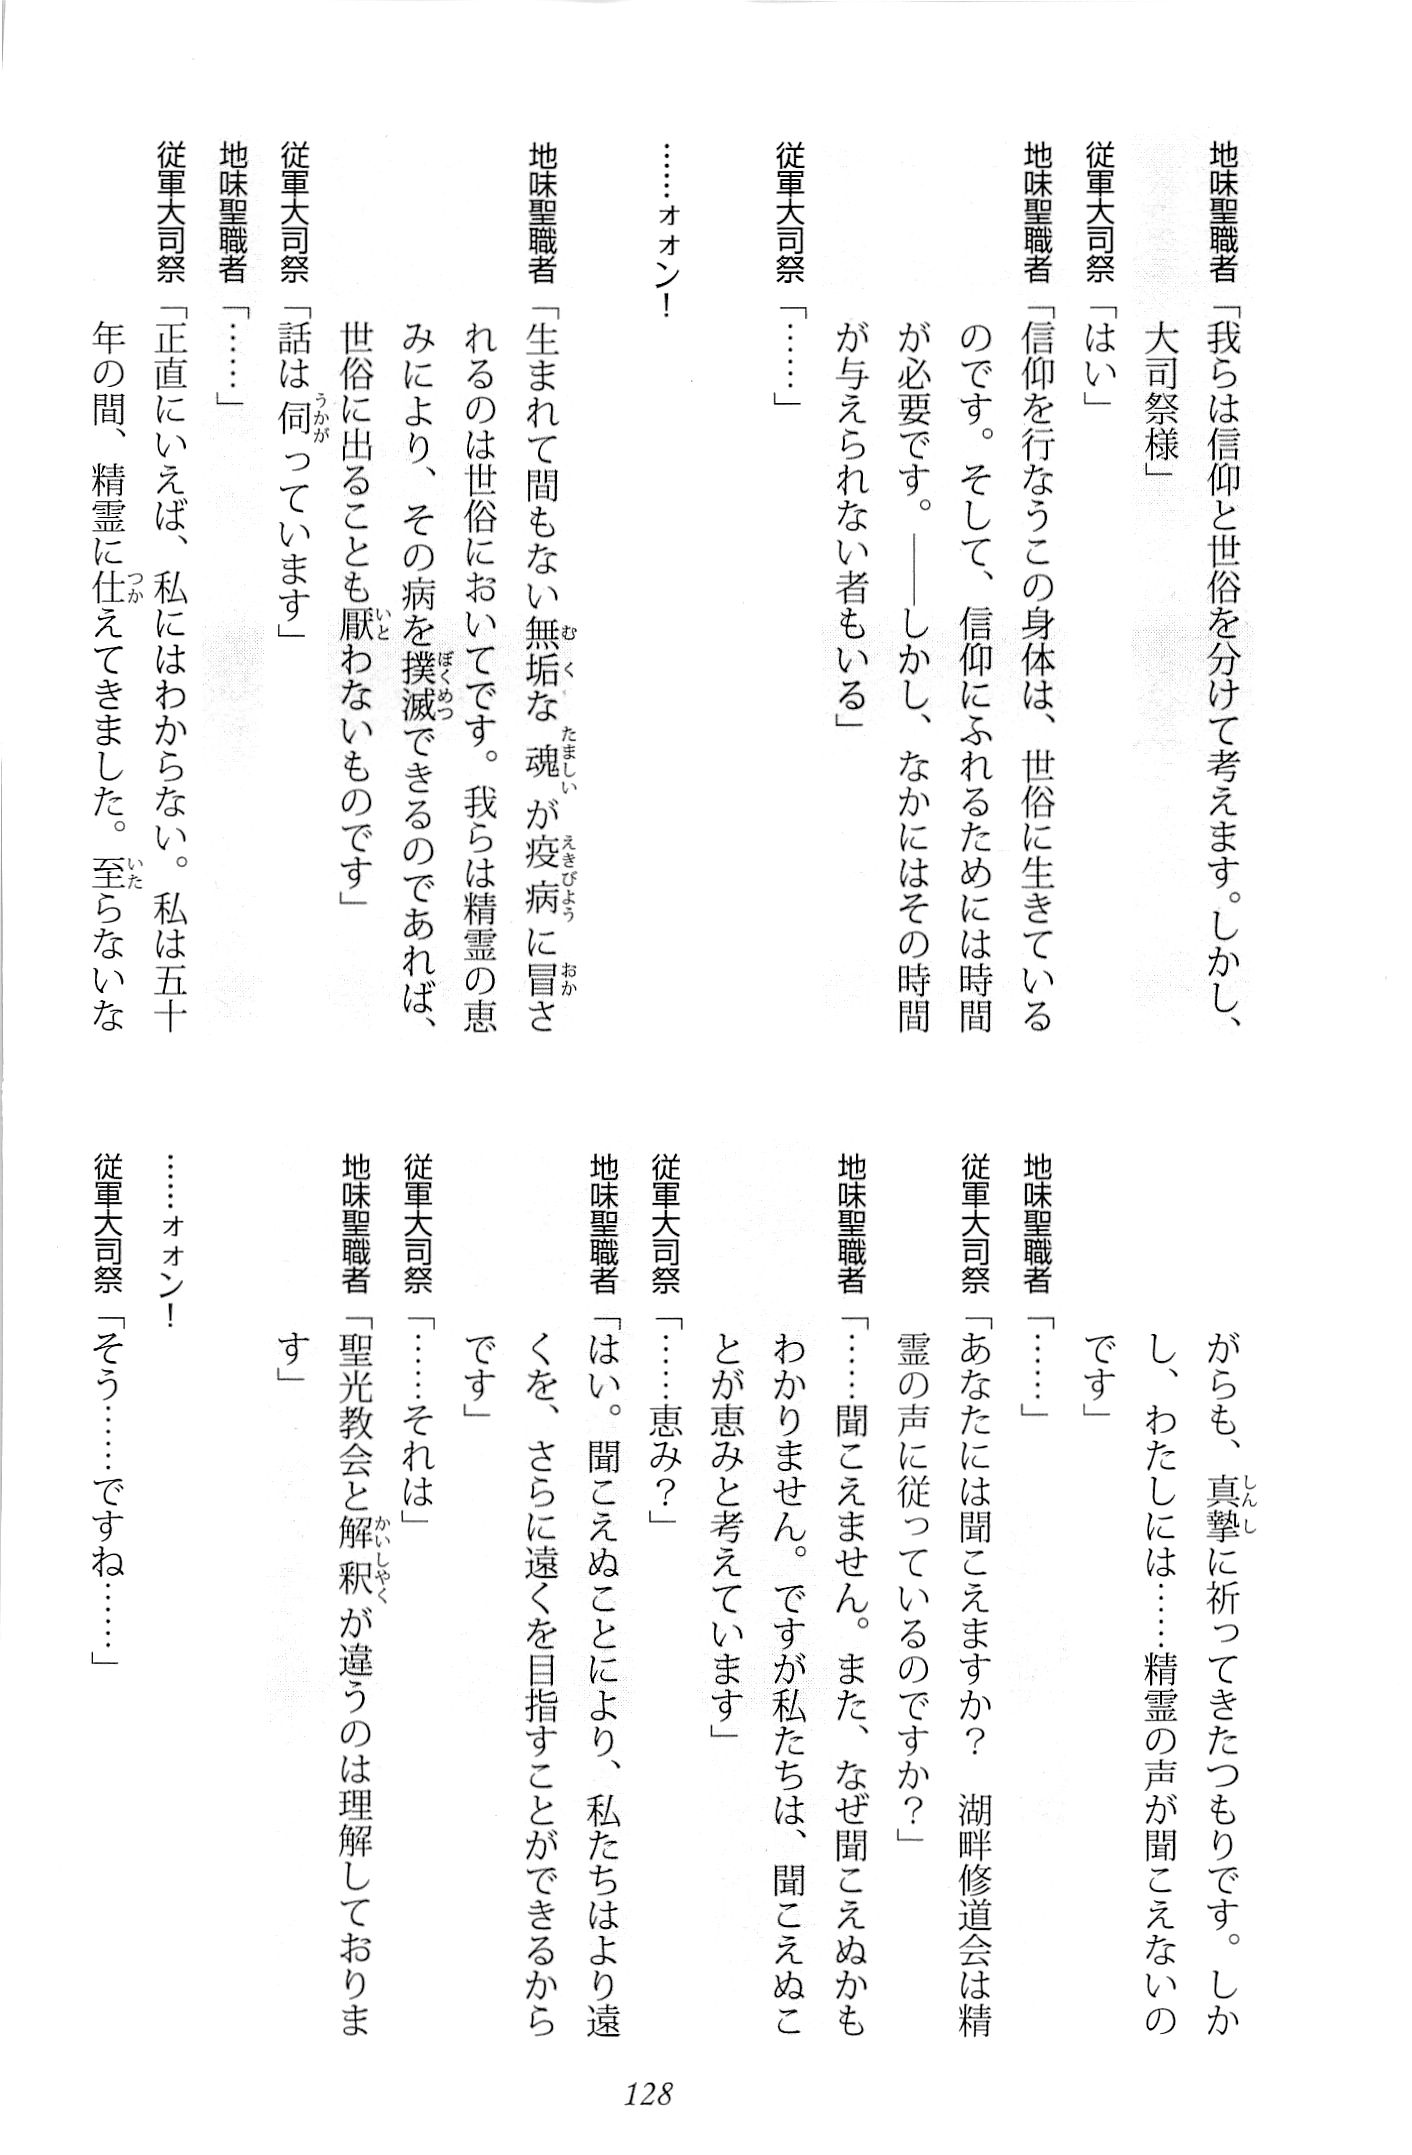 地味聖職者「我らは信仰と世俗を分けて考えます。しかし、
大司祭様」
従軍大司祭「はい」
地味聖職者「信仰を行なうこの身体は、世俗に生きている
のです。そして、信仰にふれるためには時間
が必要です。――しかし、なかにはその時間
が与えられない者もいる」
従軍大司祭「……」
……ォォン！
地味聖職者「生まれて間もない無垢な魂が疫病に冒さ
れるのは世俗においてです。我らは精霊の恵
みにより、その病を撲滅できるのであれば、
世俗に出ることも厭わないものです」
従軍大司祭「話は伺っています」
地味聖職者「……」
従軍大司祭「正直にいえば、私にはわからない。私は五十
年の間、精霊に仕えてきました。至らないな
がらも、真摯に祈ってきたつもりです。しか
し、わたしには……精霊の声が聞こえないの
です」
地味聖職者「……」
従軍大司祭「あなたには聞こえますか？　湖畔修道会は精
霊の声に従っているのですか？」
地味聖職者「……聞こえません。また、なぜ聞こえぬかも
わかりません。ですが私たちは、聞こえぬこ
とが恵みと考えています」
従軍大司祭「……恵み？」
地味聖職者「はい。聞こえぬことにより、私たちはより遠
くを、さらに遠くを目指すことができるから
です」
従軍大司祭「……それは」
地味聖職者「聖光教会と解釈が違うのは理解しておりま
す」
……ォォン！
従軍大司祭「そう……ですね……」
128